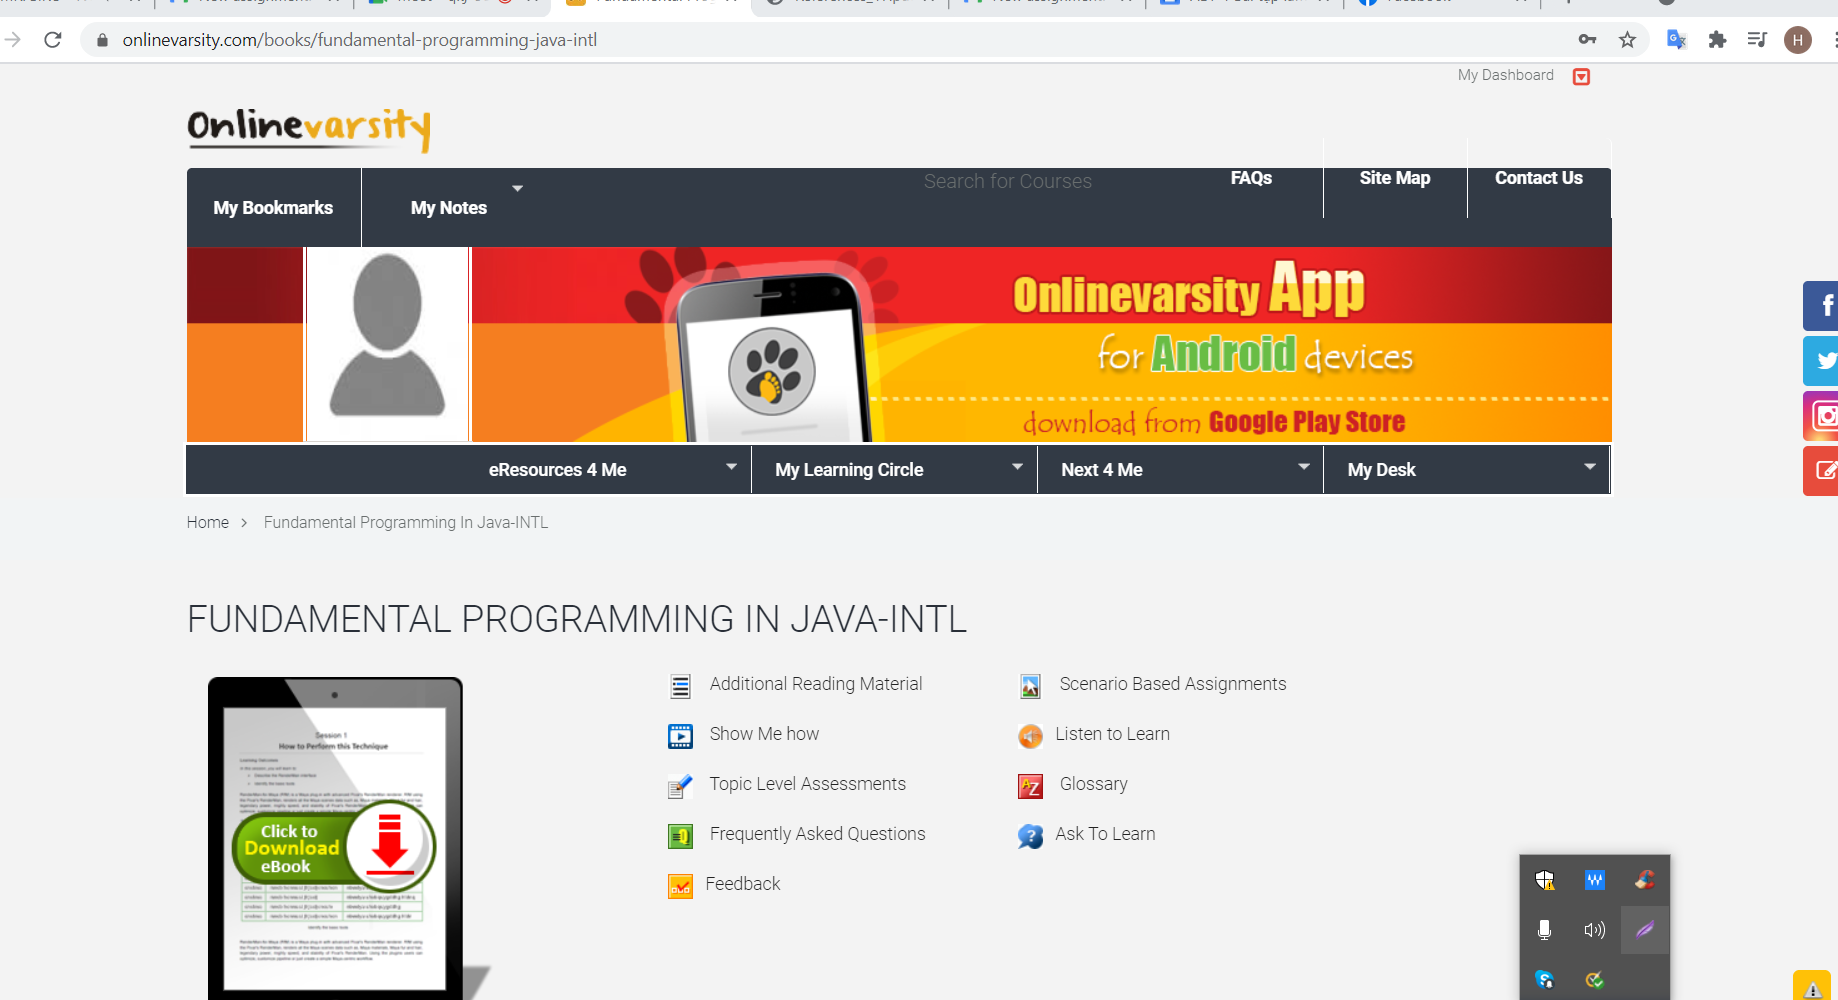 onlinevarsity.com/books/fundamental-programming-java-intl
H
My Dashboard
Onlinevarsity
My Bookmarks
My Notes
Search for Courses
FAQs
Site Map
Contact Us
Onlinevarsity App
for Android devices
download from Google Play Store
eResources 4 Me
My Learning Circle
Next 4 Me
My Desk
Home > Fundamental Programming In Java-INTL
FUNDAMENTAL PROGRAMMING IN JAVA-INTL
Session 1
How to Perform this Technique
Click to
Download
eBook
Additional Reading Material
Scenario Based Assignments
Show Me how
Listen to Learn
Topic Level Assessments
Glossary
Frequently Asked Questions
Ask To Learn
Feedback